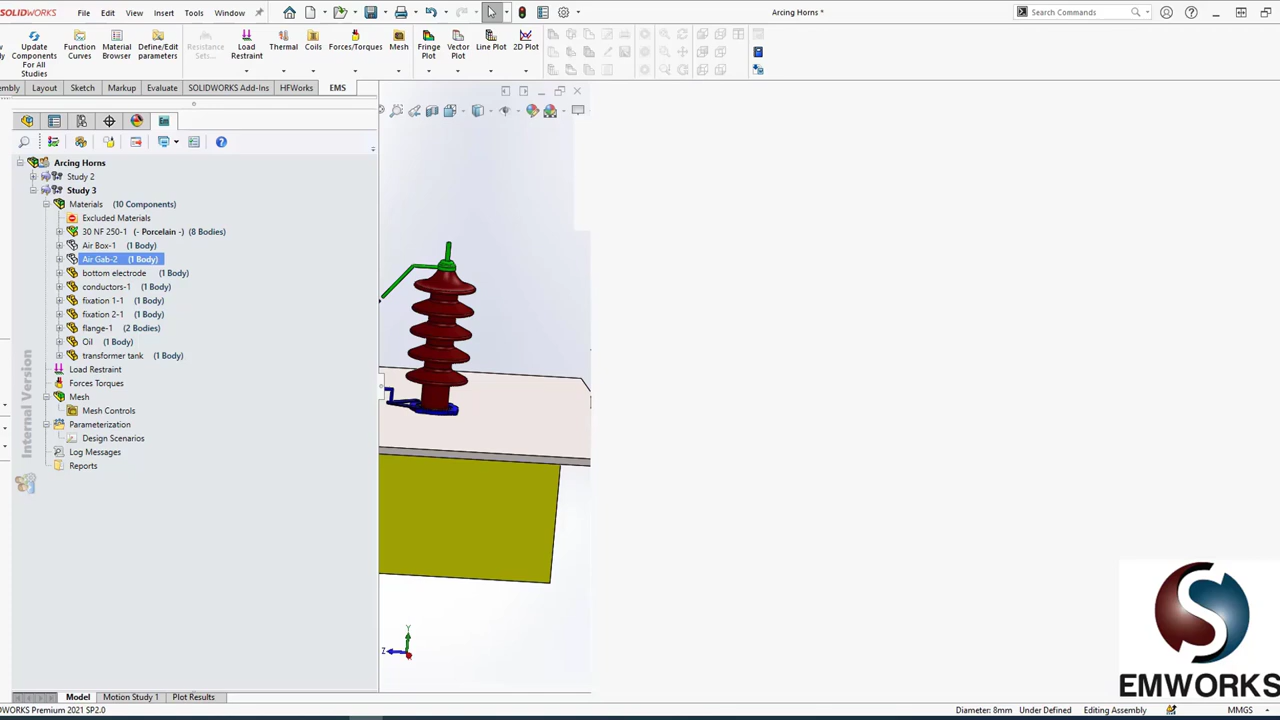 SOLIDWORKS File Edit View Insert Tools Window Arcing Horns * Search Commands
Update Components For All Studies
Function Curves
Material Browser
Define/Edit parameters
Resistance Sets...
Load Restraint
Thermal
Coils
Forces/Torques
Mesh
Fringe Plot
Vector Plot
Line Plot
2D Plot
Layout Sketch Markup Evaluate SOLIDWORKS Add-Ins HFWorks EMS
Arcing Horns
Study 2
Study 3
Materials (10 Components)
Excluded Materials
30 NF 250-1 (- Porcelain -) (8 Bodies)
Air Box-1 (1 Body)
Air Gab-2 (1 Body)
bottom electrode (1 Body)
conductors-1 (1 Body)
fixation 1-1 (1 Body)
fixation 2-1 (1 Body)
flange-1 (2 Bodies)
Oil (1 Body)
transformer tank (1 Body)
Load Restraint
Forces Torques
Mesh
Mesh Controls
Parameterization
Design Scenarios
Log Messages
Reports
Internal Version
Y
Z
EMWORKS
Model Motion Study 1 Plot Results
DWORKS Premium 2021 SP2.0 Diameter: 8mm Under Defined Editing Assembly MMGS